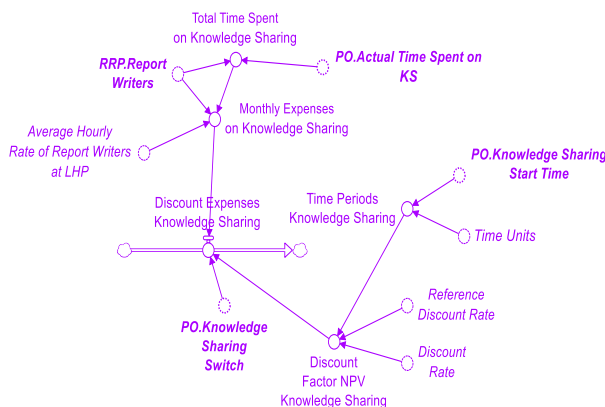 Total Time Spent
on Knowledge Sharing
RRP.Report
Writers
PO.Actual Time Spent on
KS
Monthly Expenses
on Knowledge Sharing
Average Hourly
Rate of Report Writers
at LHP
PO.Knowledge Sharing
Start Time
Discount Expenses
Knowledge Sharing
Time Periods
Knowledge Sharing
Time Units
Reference
Discount Rate
PO.Knowledge
Sharing
Switch
Discount
Rate
Discount
Factor NPV
Knowledge Sharing